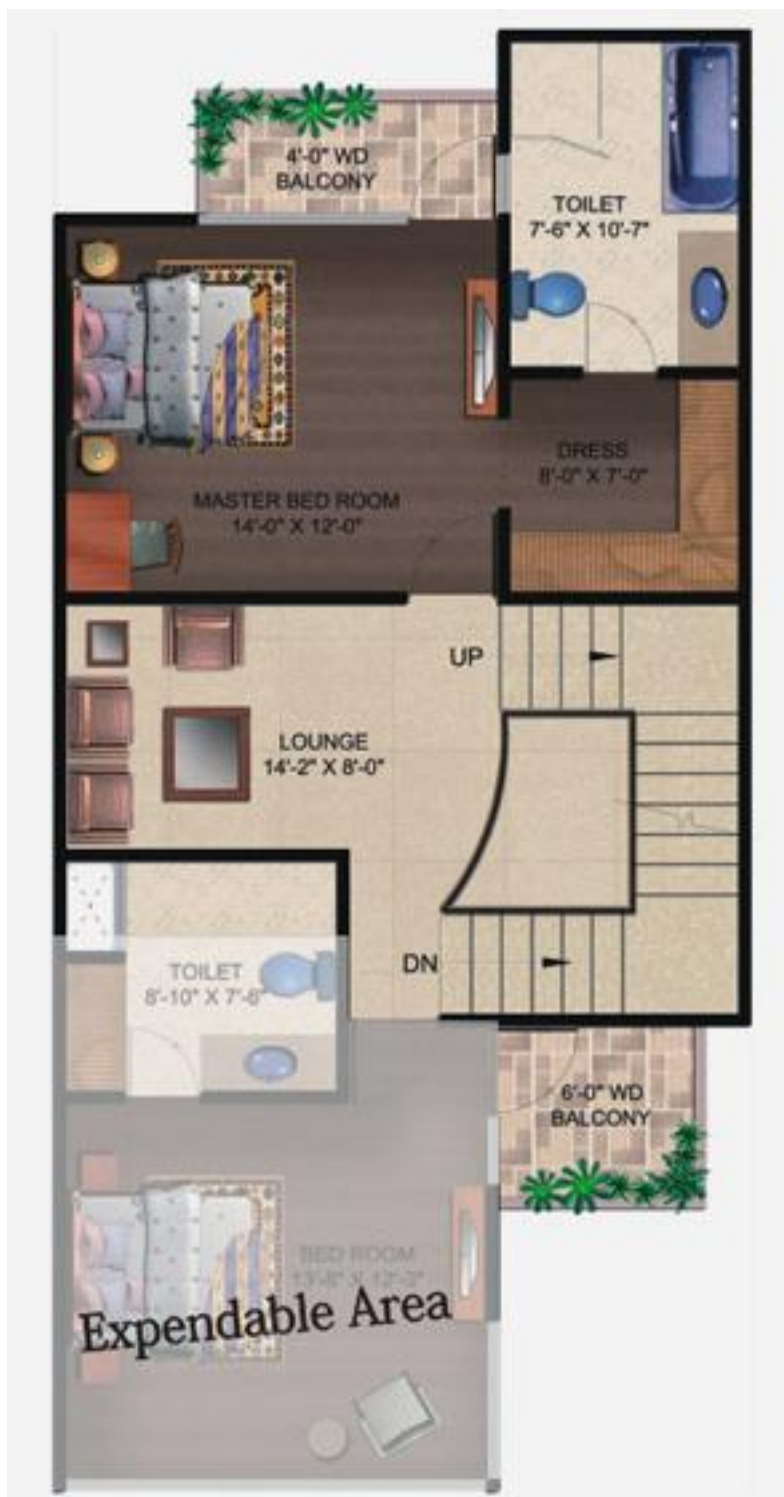 4'-0" WD
BALCONY
TOILET
7'-6" X 10'-7"
DRESS
8'-0" X 7'-0"
MASTER BED ROOM
14'-0" X 12'-0"
UP
LOUNGE
14'-2" X 8'-0"
DN
TOILET
8'-10" X 7'-6"
6'-0" WD
BALCONY
BED ROOM
Expendable Area